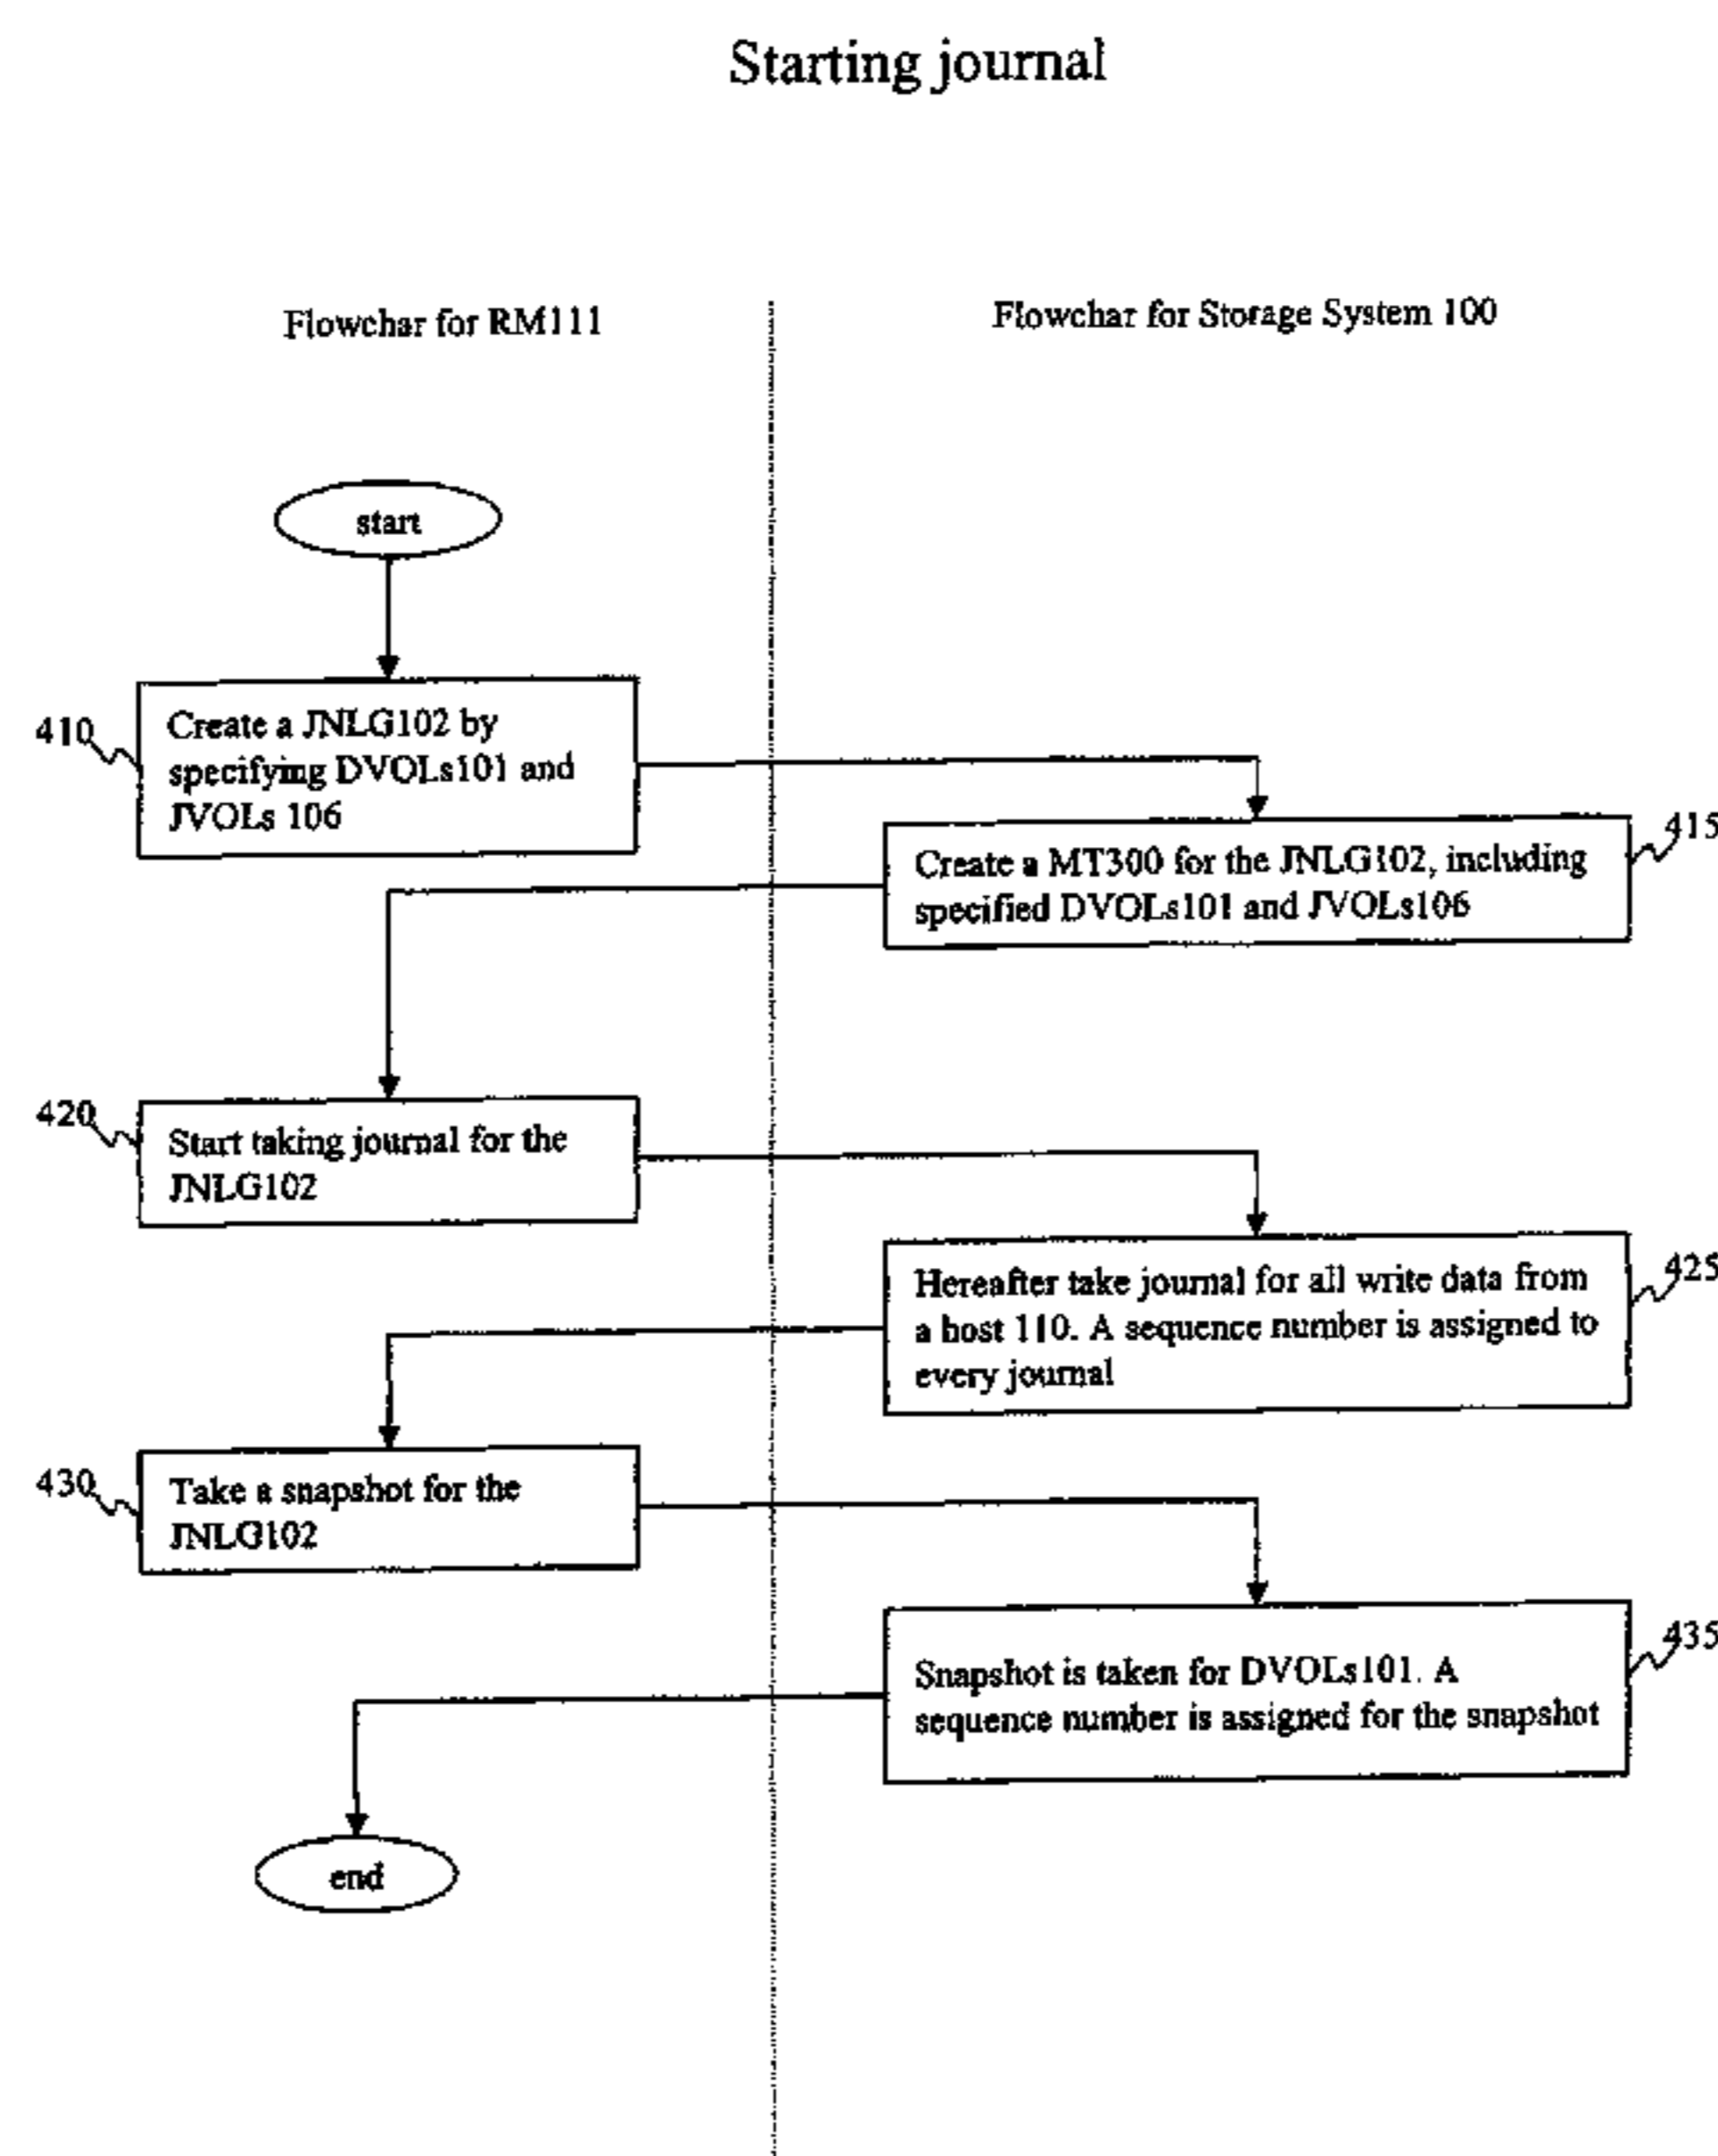 Starting journal
Flowchar for RM111
Flowchar for Storage System 100
start
410
Create a JNLG102 by
specifying DVOLs101 and
JVOLs 106
415
Create a MT300 for the JNLG102, including
specified DVOLs101 and JVOLs106
420
Start taking journal for the
JNLG102
425
Hereafter take journal for all write data from
a host 110. A sequence number is assigned to
every journal
430
Take a snapshot for the
JNLG102
435
Snapshot is taken for DVOLs101. A
sequence number is assigned for the snapshot
end